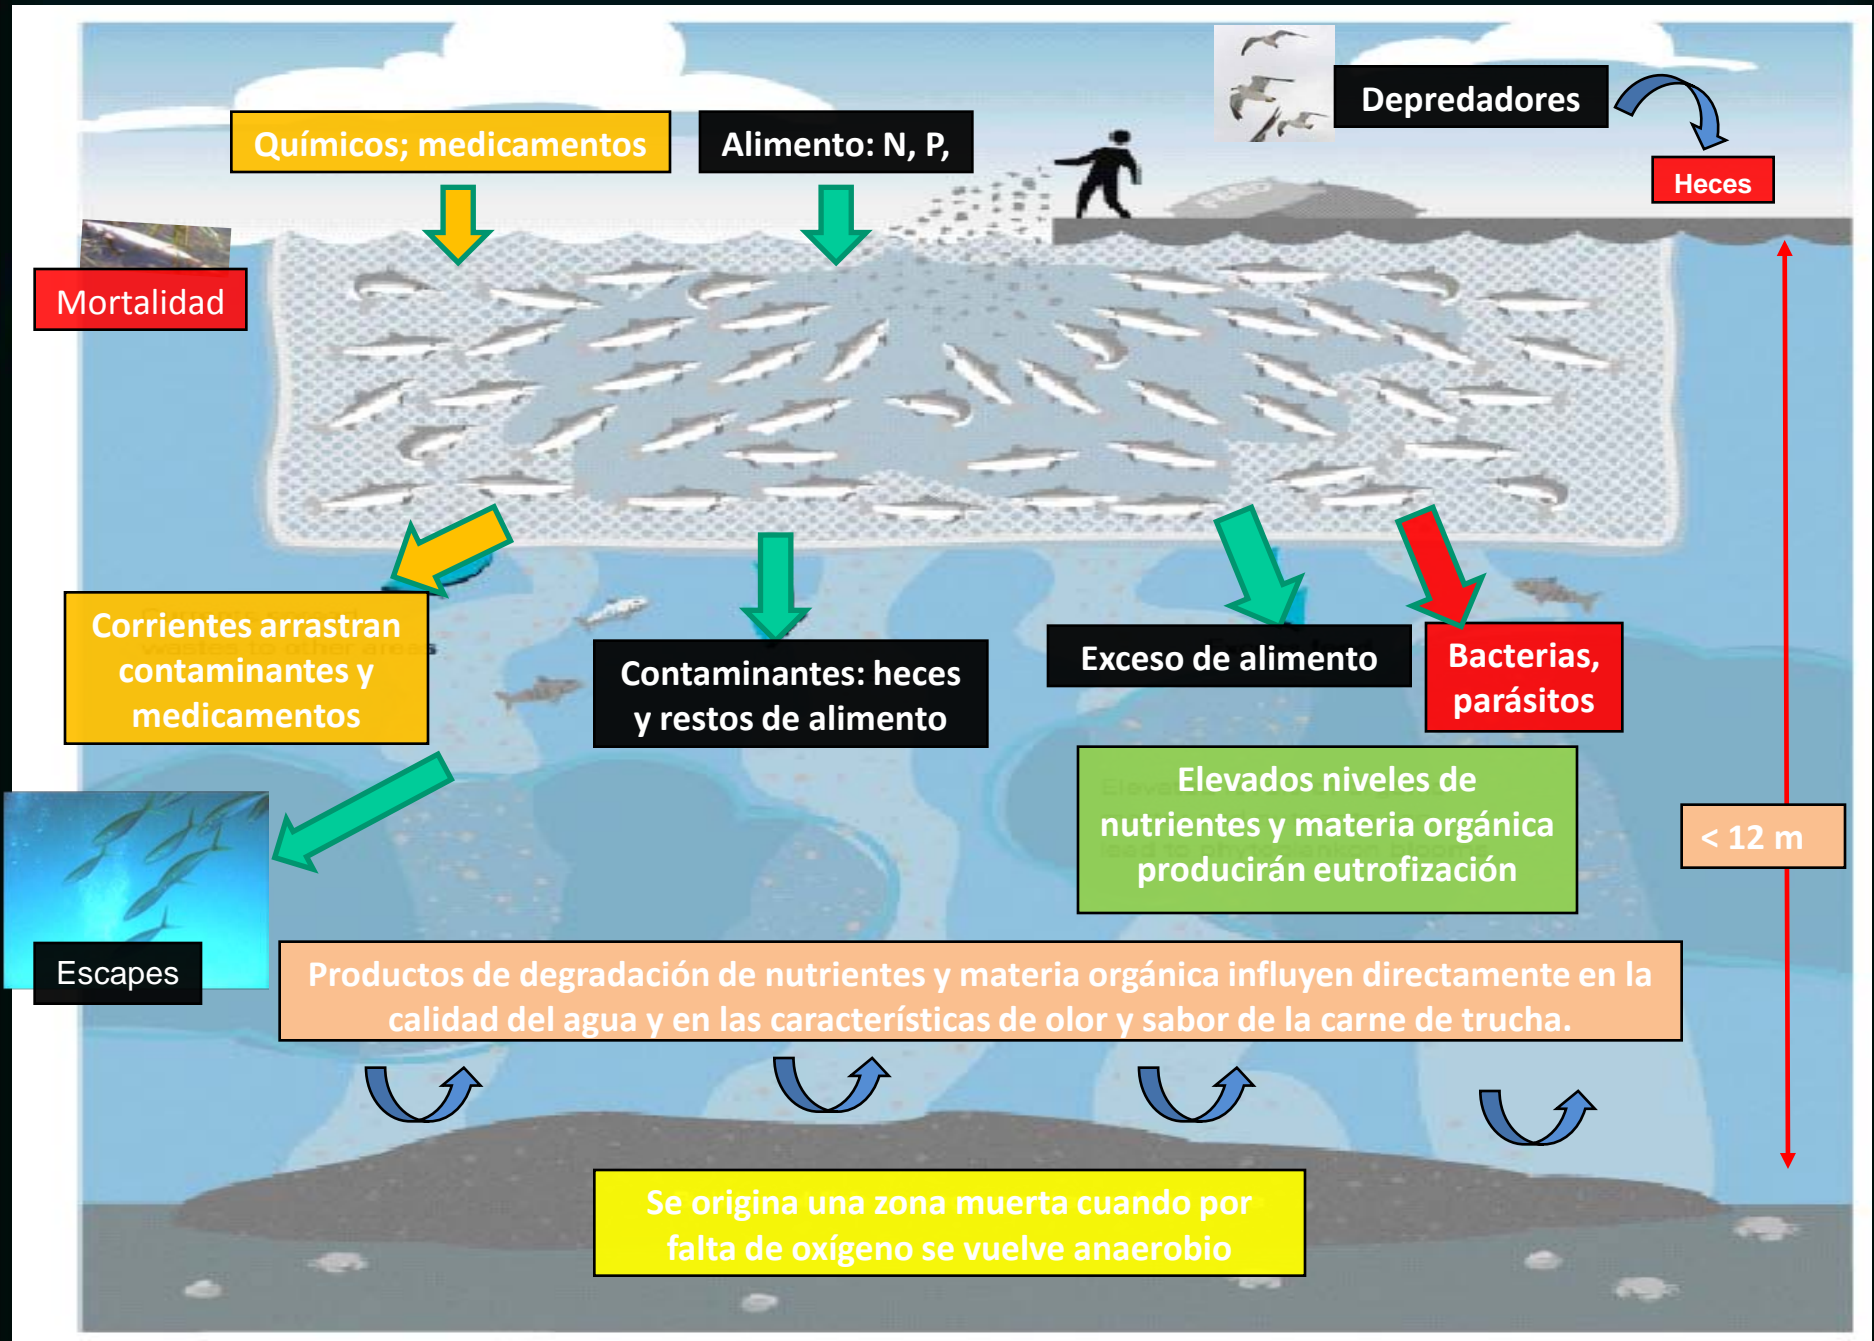 Depredadores
Químicos; medicamentos
Alimento: N, P,
Heces
FEED
Mortalidad
Corrientes arrastran
contaminantes y
medicamentos
Contaminantes: heces
y restos de alimento
Exceso de alimento
Bacterias,
parásitos
Elevados niveles de
nutrientes y materia orgánica
producirán eutrofización
< 12 m
Escapes
Productos de degradación de nutrientes y materia orgánica influyen directamente en la
calidad del agua y en las características de olor y sabor de la carne de trucha.
Se origina una zona muerta cuando por
falta de oxígeno se vuelve anaerobio